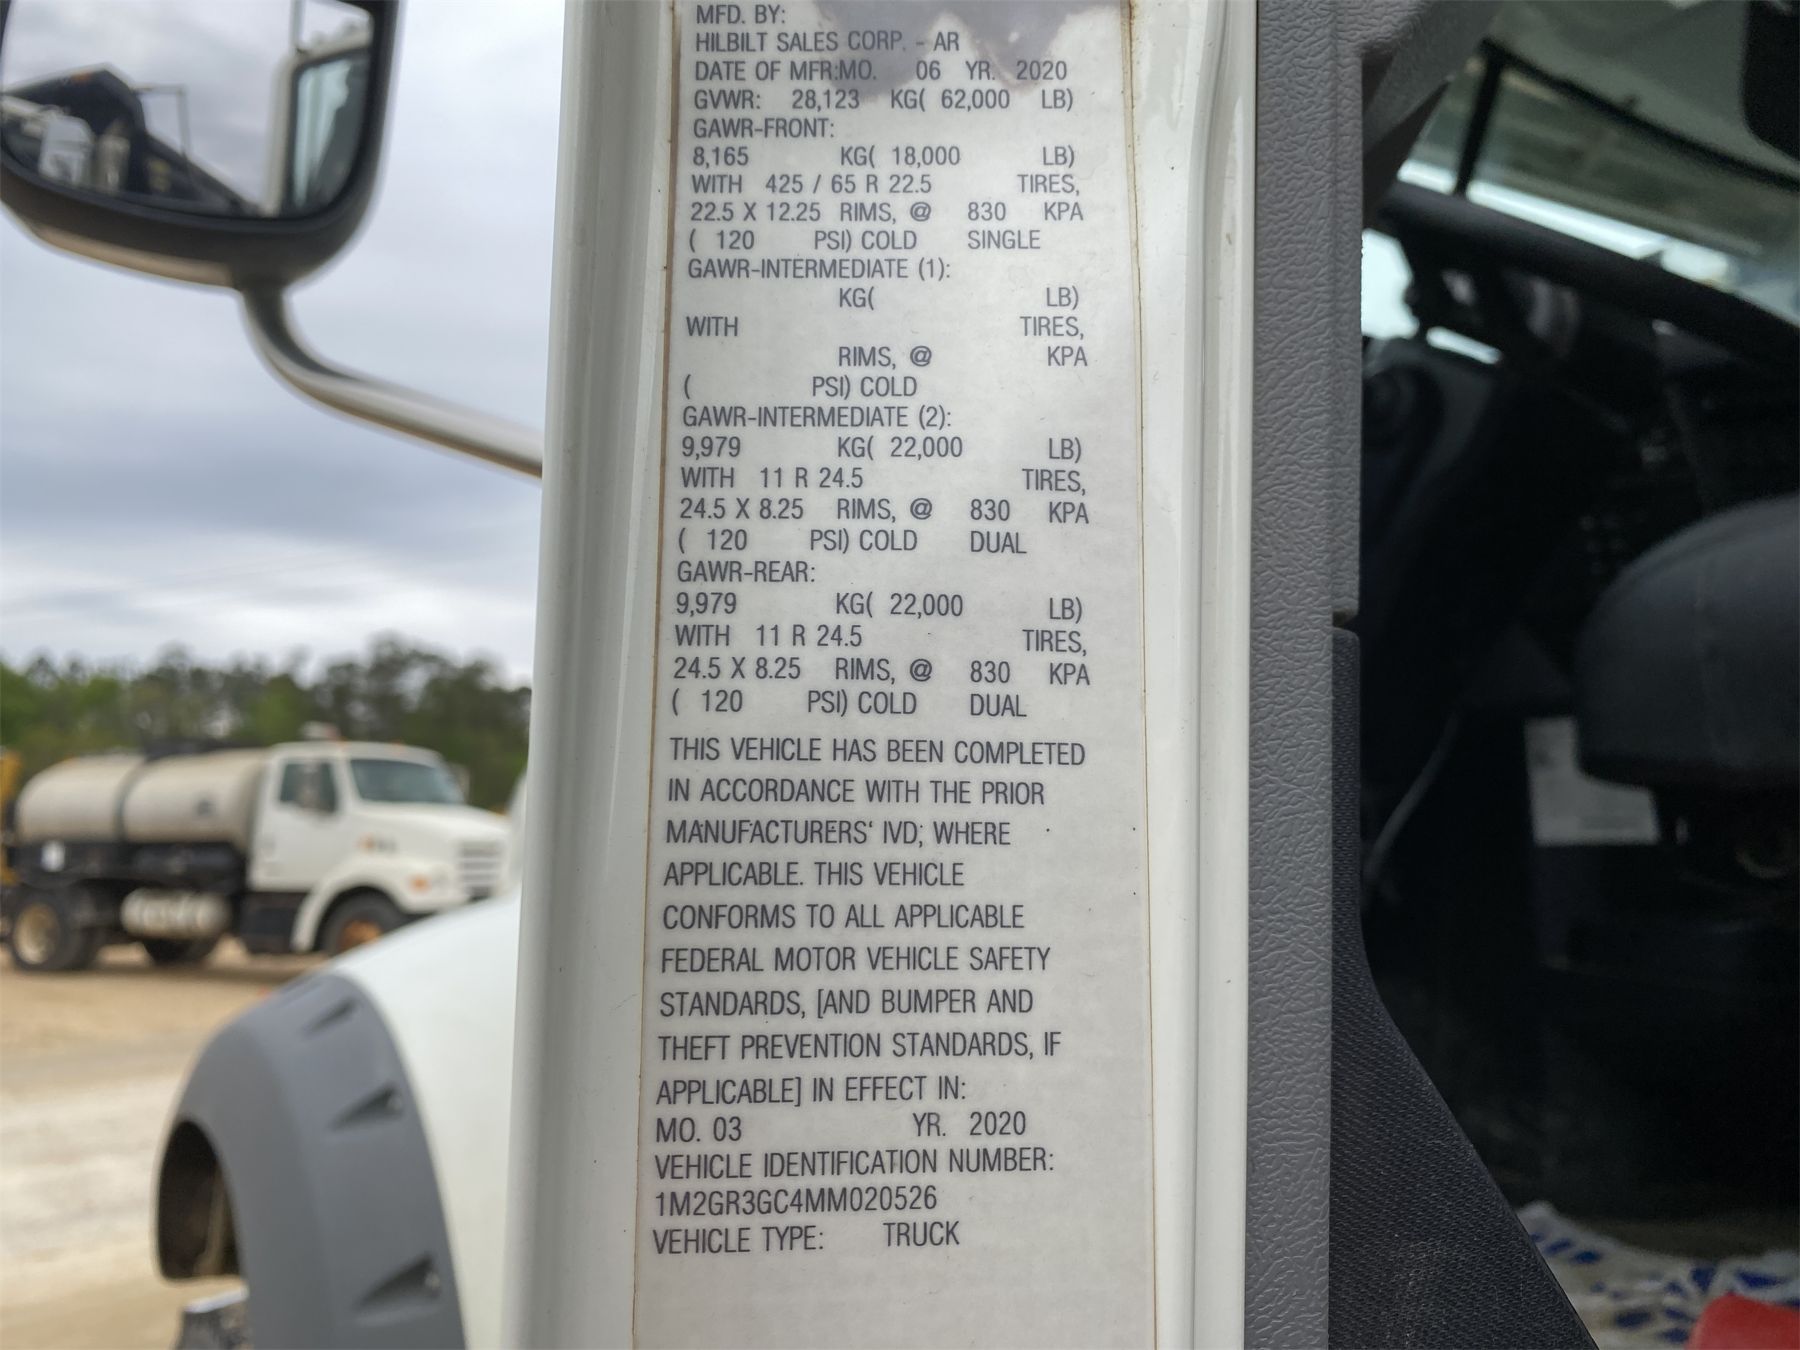 MFD. BY:
HILBILT SALES CORP. - AR
DATE OF MFR:MO. 06 YR. 2020
GVWR: 28,123 KG( 62,000 LB)
GAWR-FRONT:
8,165 KG( 18,000 LB)
WITH 425 / 65 R 22.5 TIRES,
22.5 X 12.25 RIMS, @ 830 KPA
( 120 PSI) COLD SINGLE
GAWR-INTERMEDIATE (1):
KG( LB)
WITH TIRES,
RIMS, @ KPA
( PSI) COLD
GAWR-INTERMEDIATE (2):
9,979 KG( 22,000 LB)
WITH 11 R 24.5 TIRES,
24.5 X 8.25 RIMS, @ 830 KPA
( 120 PSI) COLD DUAL
GAWR-REAR:
9,979 KG( 22,000 LB)
WITH 11 R 24.5 TIRES,
24.5 X 8.25 RIMS, @ 830 KPA
( 120 PSI) COLD DUAL
THIS VEHICLE HAS BEEN COMPLETED
IN ACCORDANCE WITH THE PRIOR
MANUFACTURERS' IVD, WHERE
APPLICABLE. THIS VEHICLE
CONFORMS TO ALL APPLICABLE
FEDERAL MOTOR VEHICLE SAFETY
STANDARDS, [AND BUMPER AND
THEFT PREVENTION STANDARDS, IF
APPLICABLE] IN EFFECT IN:
MO. 03 YR. 2020
VEHICLE IDENTIFICATION NUMBER:
1M2GR3GC4MM020526
VEHICLE TYPE: TRUCK